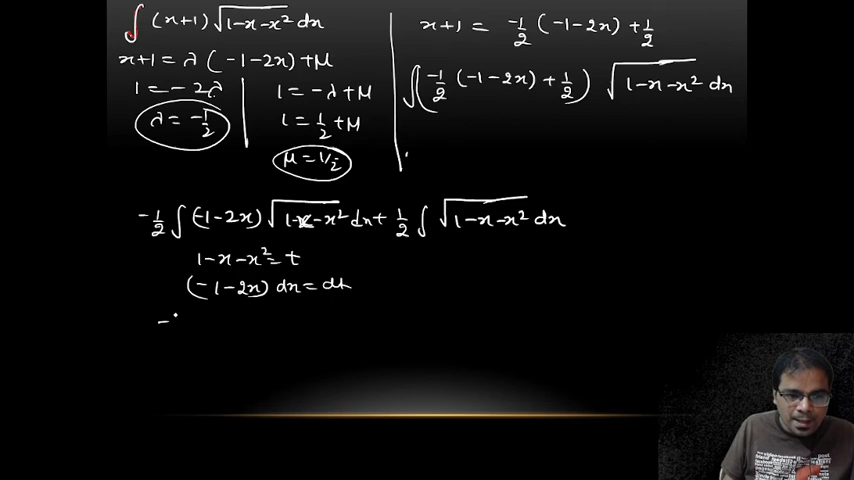 ∫ (x+1) √(1-x-x²) dx
x+1 = λ (-1-2x) + μ
1 = -2λ
λ = -1/2
1 = -λ + μ
1 = 1/2 + μ
μ = 1/2
x+1 = -1/2 (-1-2x) + 1/2
∫(-1/2 (-1-2x) + 1/2) √(1-x-x²) dx
-1/2 ∫ (-1-2x) √(1-x-x²) dx + 1/2 ∫ √(1-x-x²) dx
1-x-x² = t
(-1-2x) dx = dt
-